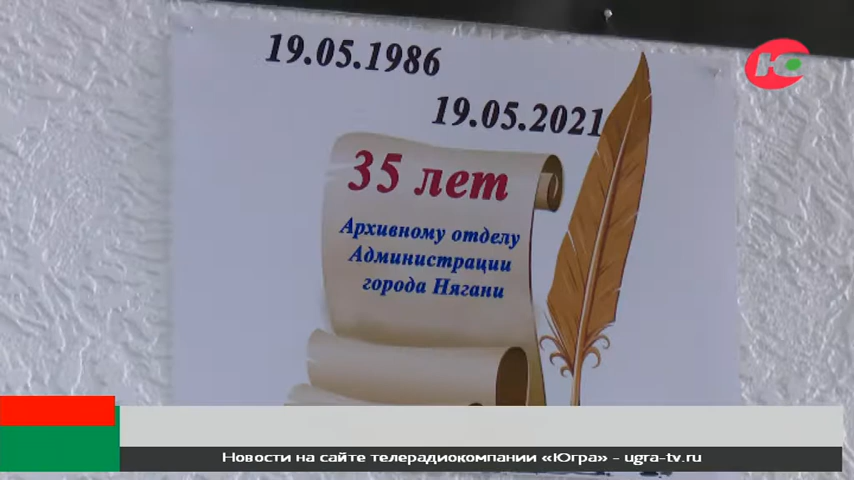 19.05.1986
19.05.2021
35 лет
Архивному отделу
Администрации
города Нягани
Ю
Новости на сайте телерадиокомпании «Югра» - ugra-tv.ru